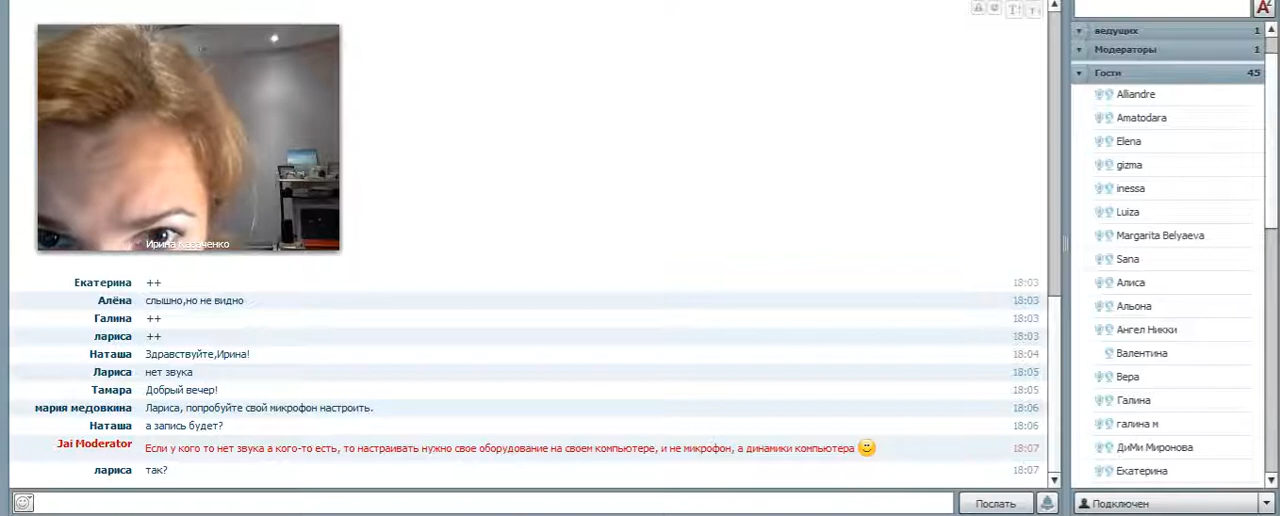 T T
A
ведущих 1
Модераторы 1
Гости 45
Alliandre
Amatodara
Elena
gizma
inessa
Luiza
Margarita Belyaeva
Sana
Алиса
Альона
Ангел Никки
Валентина
Вера
Галина
галина м
ДиМи Миронова
Екатерина
Подключен
Ирина Казаченко
Екатерина ++ 18:03
Алёна слышно,но не видно 18:03
Галина ++ 18:03
лариса ++ 18:03
Наташа Здравствуйте,Ирина! 18:04
Лариса нет звука 18:05
Тамара Добрый вечер! 18:05
мария медовкина Лариса, попробуйте свой микрофон настроить. 18:06
Наташа а запись будет? 18:06
Jai Moderator Если у кого то нет звука а кого-то есть, то настраивать нужно свое оборудование на своем компьютере, и не микрофон, а динамики компьютера 18:07
лариса так? 18:07
Послать